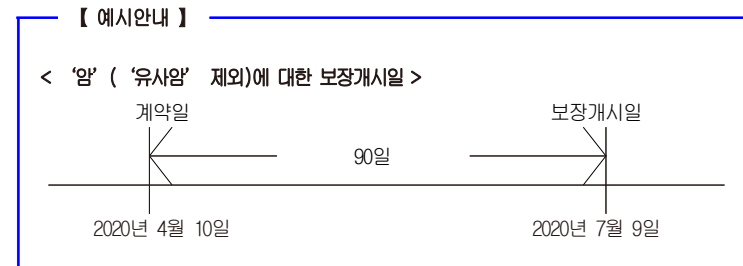 【 예시안내 】
< ‘암’ ( ‘유사암’ 제외)에 대한 보장개시일 >
계약일 보장개시일
90일
2020년 4월 10일 2020년 7월 9일